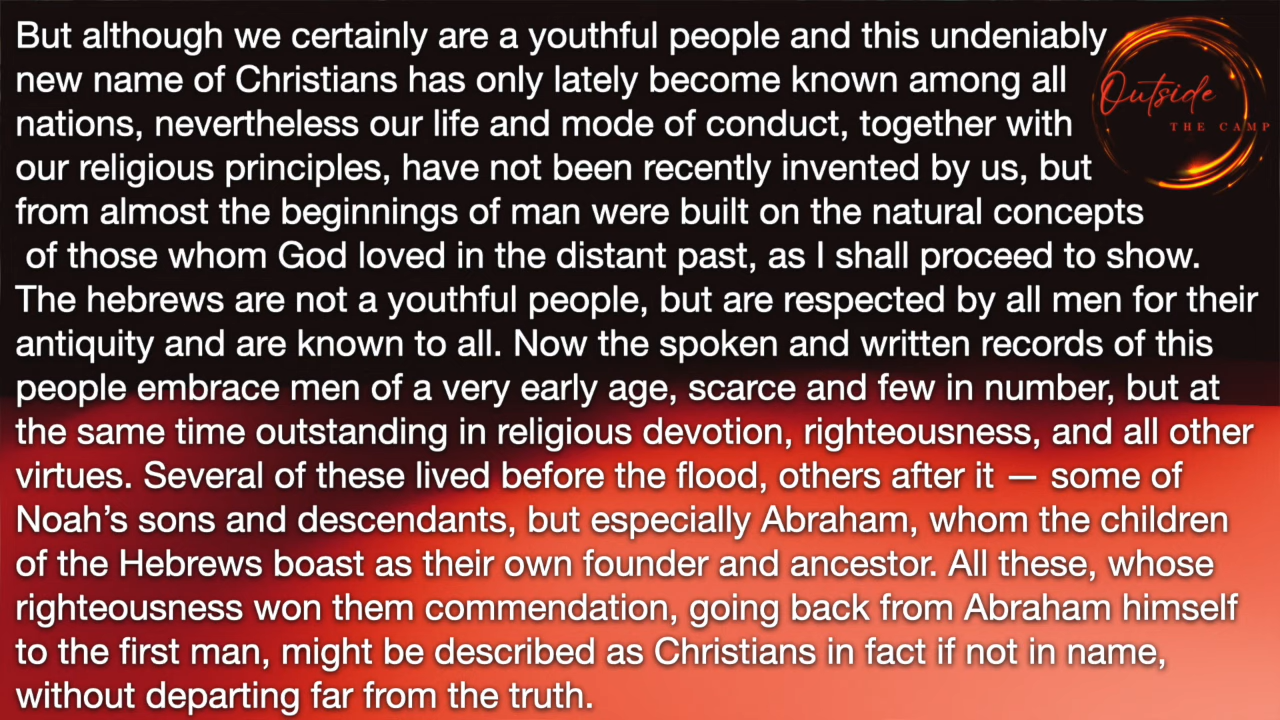 But although we certainly are a youthful people and this undeniably
new name of Christians has only lately become known among all
nations, nevertheless our life and mode of conduct, together with
our religious principles, have not been recently invented by us, but
from almost the beginnings of man were built on the natural concepts
of those whom God loved in the distant past, as I shall proceed to show.
The hebrews are not a youthful people, but are respected by all men for their
antiquity and are known to all. Now the spoken and written records of this
people embrace men of a very early age, scarce and few in number, but at
the same time outstanding in religious devotion, righteousness, and all other
virtues. Several of these lived before the flood, others after it — some of
Noah’s sons and descendants, but especially Abraham, whom the children
of the Hebrews boast as their own founder and ancestor. All these, whose
righteousness won them commendation, going back from Abraham himself
to the first man, might be described as Christians in fact if not in name,
without departing far from the truth.
Outside
THE CAMP